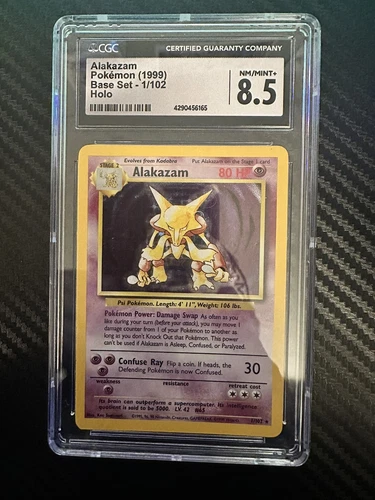 CGC
CERTIFIED GUARANTY COMPANY
Alakazam
Pokémon (1999)
Base Set - 1/102
Holo
NM/MINT+
8.5
4290456165
STAGE 2
Evolves from Kadabra
Put Alakazam on the Stage 1 card
Alakazam
80 HP
Psi Pokémon. Length: 4' 11", Weight: 106 lbs.
Pokémon Power: Damage Swap As often as you
like during your turn (before your attack), you may move 1
damage counter from 1 of your Pokémon to another as
long as you don't Knock Out that Pokémon. This power
can't be used if Alakazam is Asleep, Confused, or Paralyzed.
Confuse Ray Flip a coin. If heads, the
Defending Pokémon is now Confused.
30
weakness
resistance
retreat cost
Its brain can outperform a supercomputer. Its intelligence
quotient is said to be 5000. LV. 42 #65
1/102